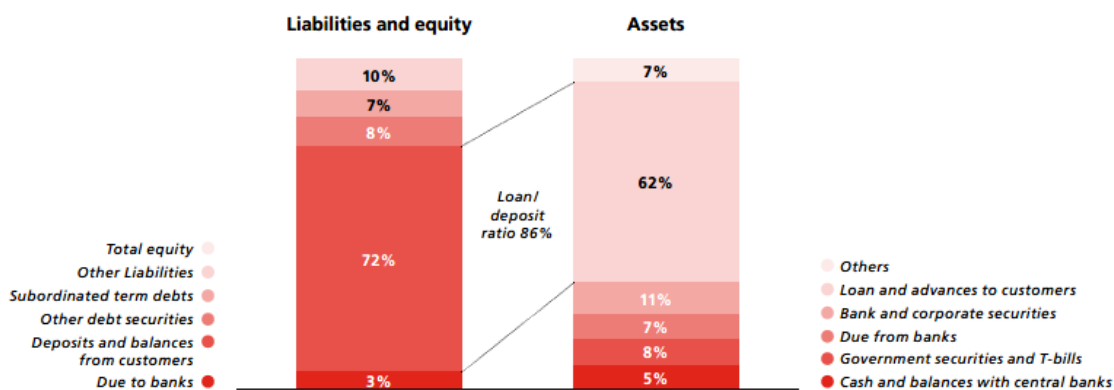 Liabilities and equity
Assets
10%
7%
8%
72%
3%
Loan/
deposit
ratio 86%
7%
62%
11%
7%
8%
5%
Total equity
Other Liabilities
Subordinated term debts
Other debt securities
Deposits and balances
from customers
Due to banks
Others
Loan and advances to customers
Bank and corporate securities
Due from banks
Government securities and T-bills
Cash and balances with central banks